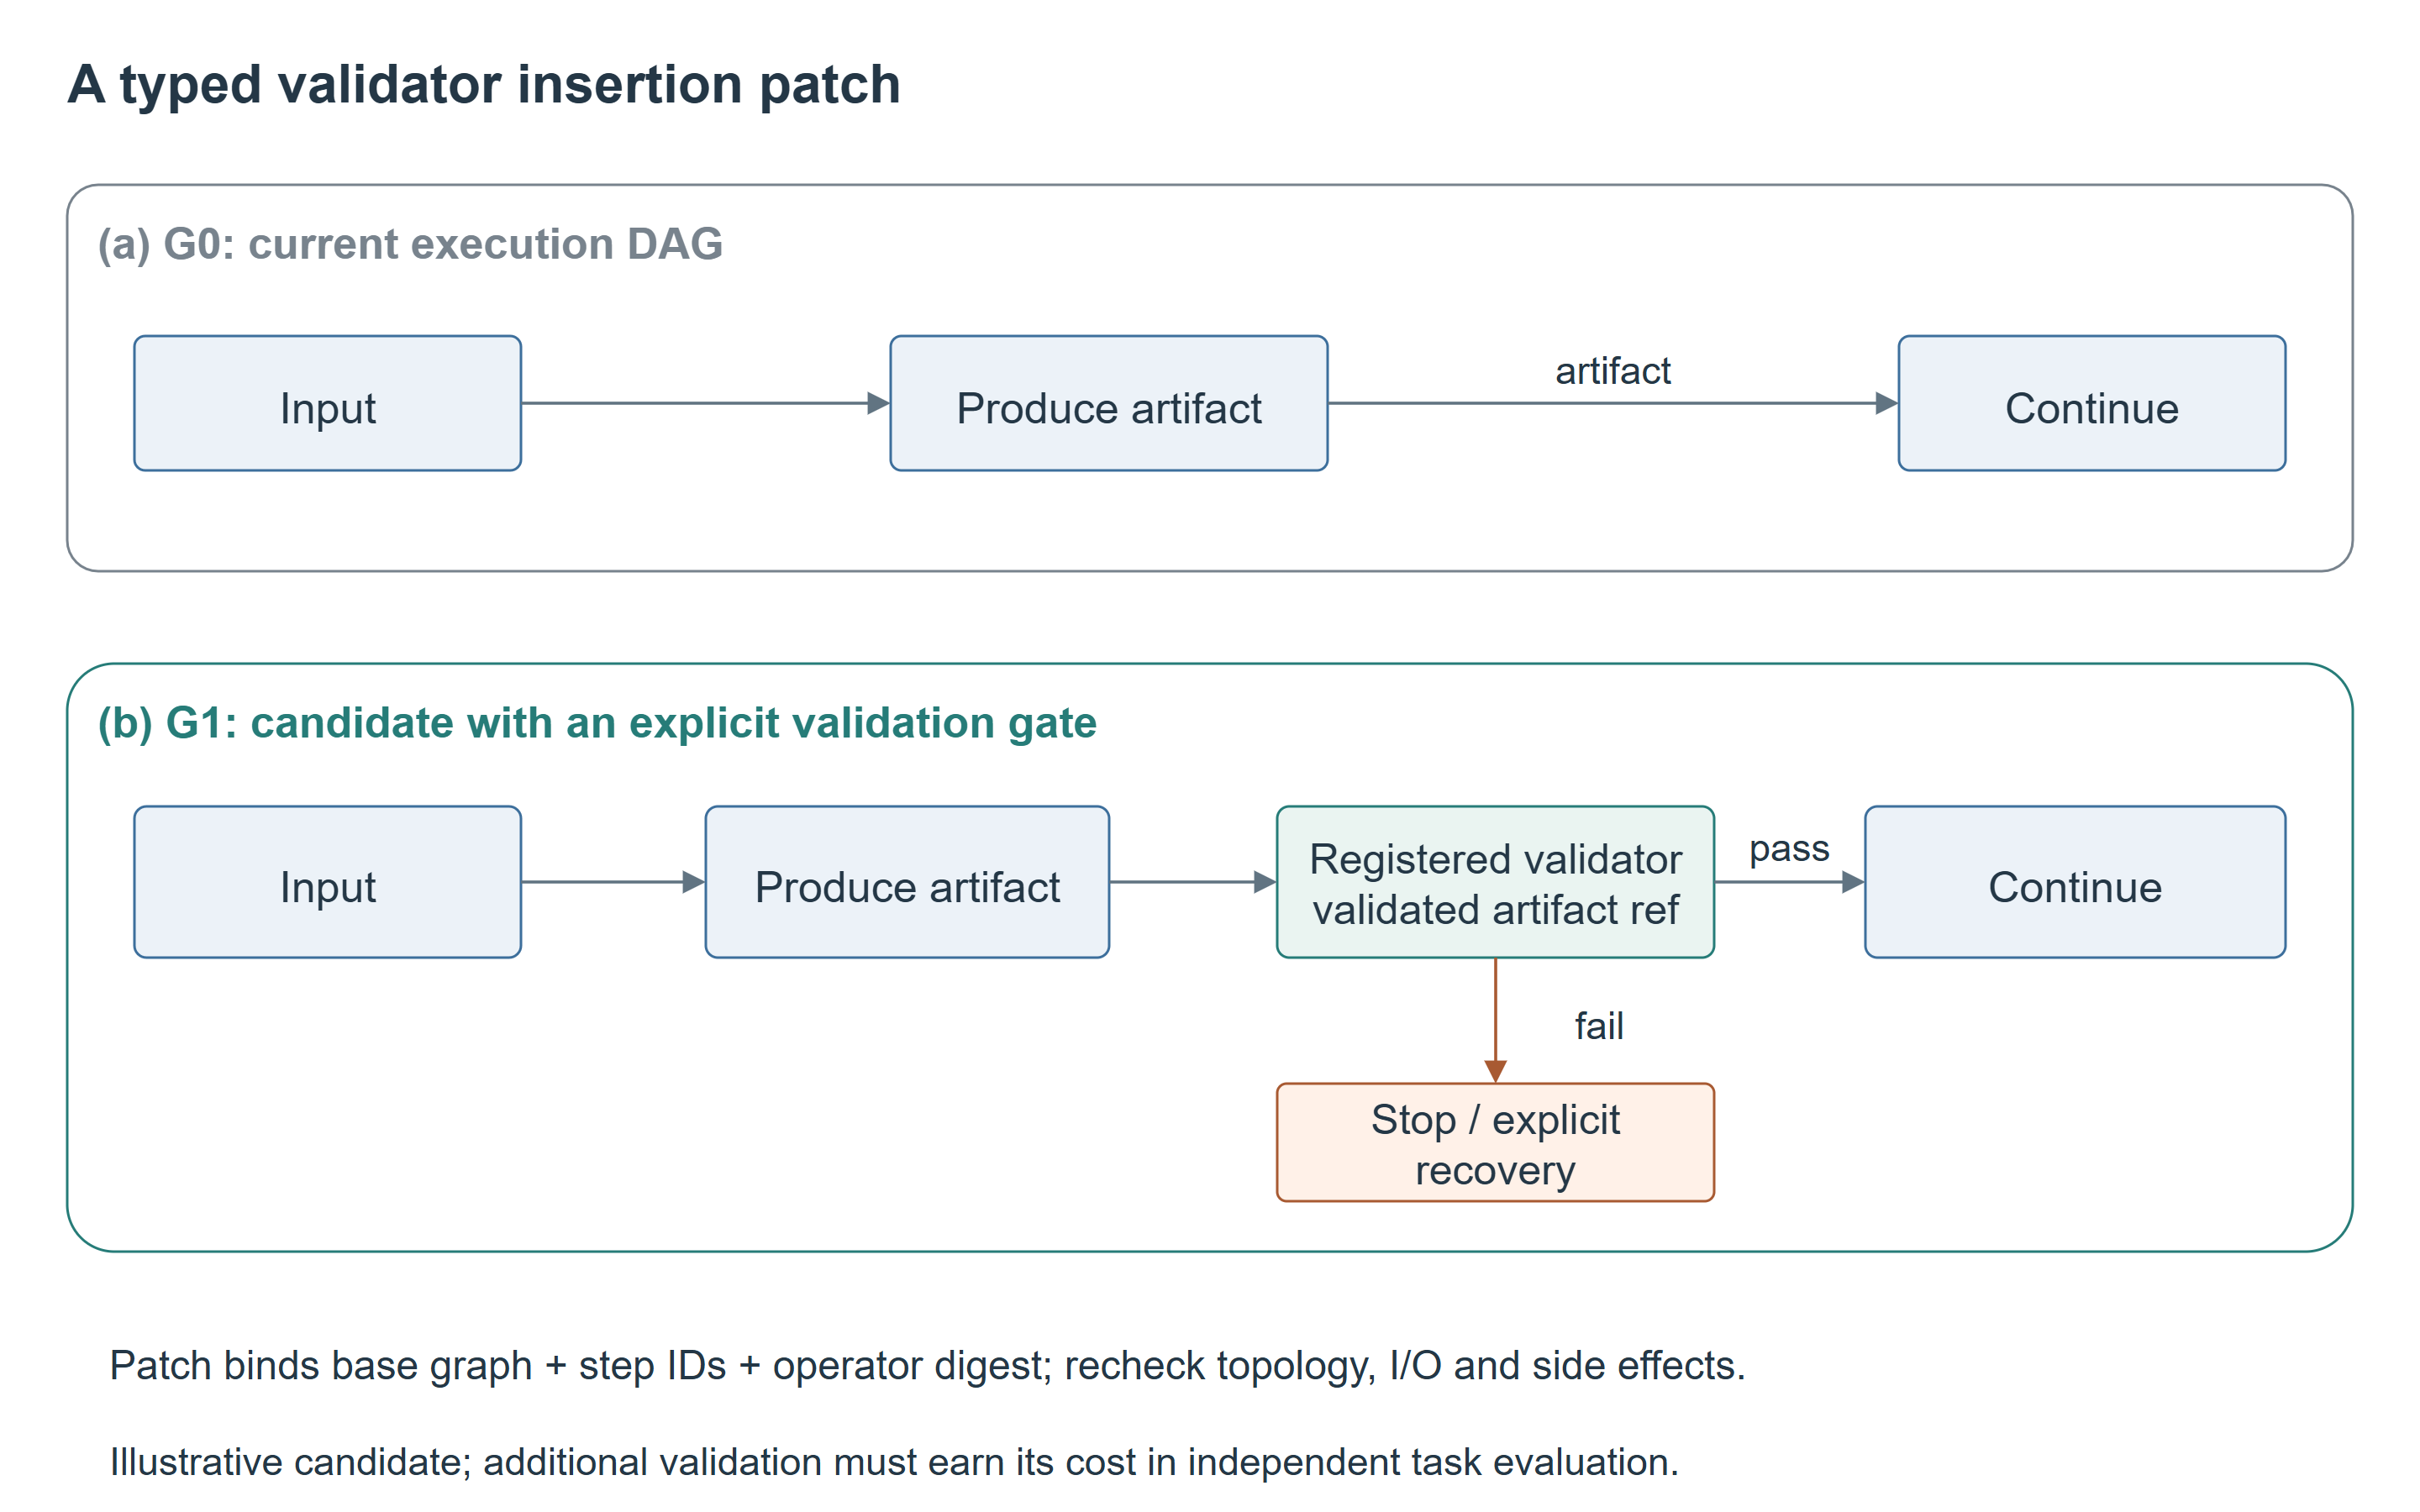 A typed validator insertion patch
(a) G0: current execution DAG
Input
Produce artifact
artifact
Continue
(b) G1: candidate with an explicit validation gate
Input
Produce artifact
Registered validator
validated artifact ref
pass
Continue
fail
Stop / explicit
recovery
Patch binds base graph + step IDs + operator digest; recheck topology, I/O and side effects.
Illustrative candidate; additional validation must earn its cost in independent task evaluation.